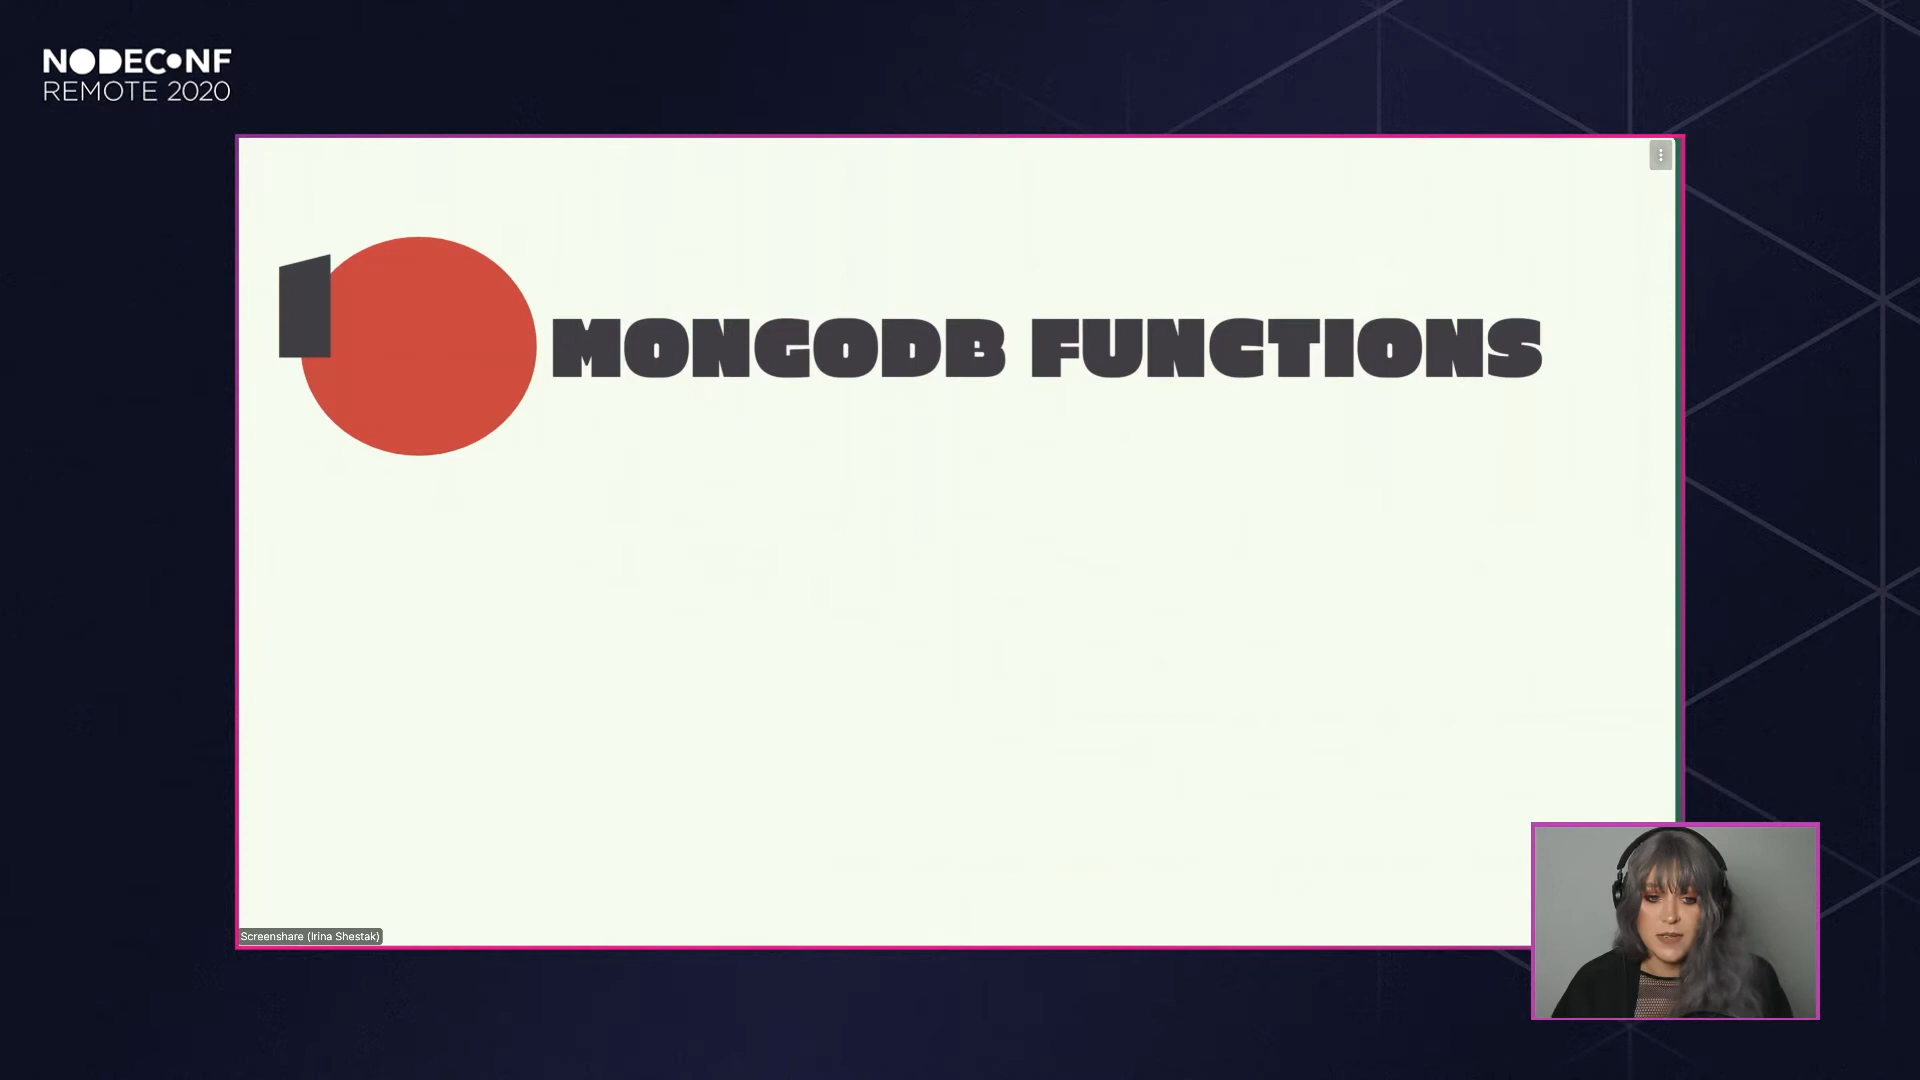 NODECONF
REMOTE 2020
1
MONGODB FUNCTIONS
Screenshare (Irina Shestak)